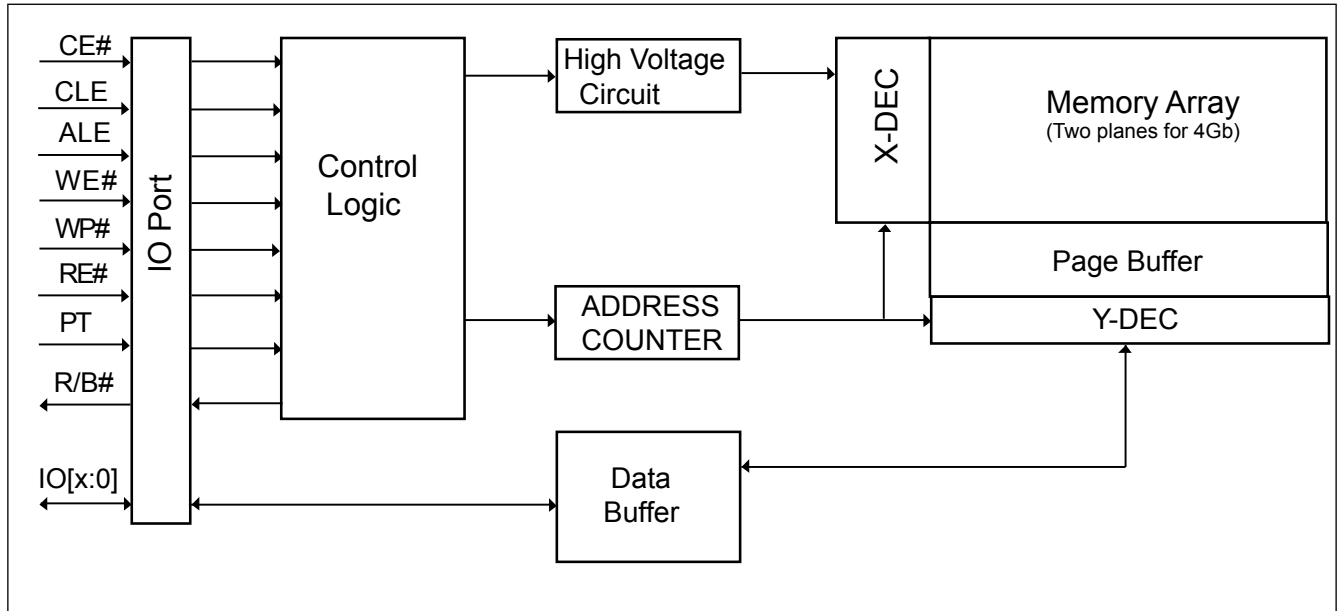 CE#
CLE
ALE
WE#
WP#
RE#
PT
R/B#
IO[x:0]
IO Port
Control
Logic
High Voltage
Circuit
ADDRESS
COUNTER
Data
Buffer
X-DEC
Memory Array
(Two planes for 4Gb)
Page Buffer
Y-DEC